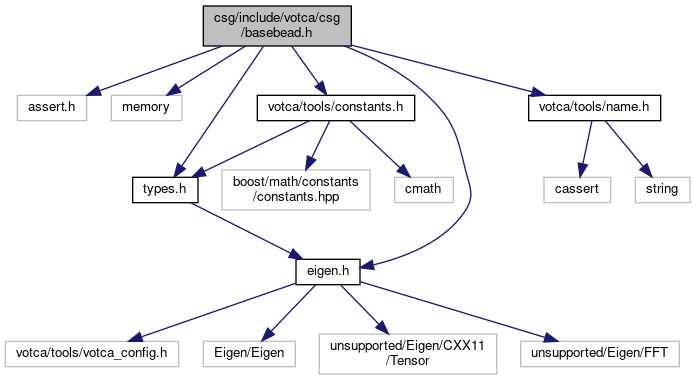 csg/include/votca/csg
/basebead.h
assert.h
memory
votca/tools/constants.h
votca/tools/name.h
types.h
boost/math/constants
/constants.hpp
cmath
cassert
string
eigen.h
votca/tools/votca_config.h
Eigen/Eigen
unsupported/Eigen/CXX11
/Tensor
unsupported/Eigen/FFT